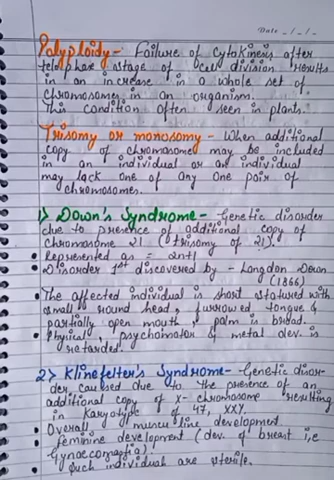 Date _/_/_
Polyploidy - Failure of Cytokinesis after
telophase stage of cell division results
in an increase in a whole set of
Chromosomes in an organism.
This condition often seen in plants.
Trisomy or monosomy - When additional
copy of chromosomes may be included
in an individual or an individual
may lack one of any one pair of
chromosomes.
1) Down's Syndrome - Genetic disorder
due to presence of additional copy of
Chromosome 21 (trisomy of 21).
• Represented as = 2n+1
• Disorder 1st discovered by - Langdon Down
(1866)
• The affected individual is short statured with
small round head, furrowed tongue &
partially open mouth, palm is broad.
• Physical, psychomotor & metal dev. is
retarded.
2) Klinefelter's Syndrome - Genetic disor-
der caused due to the presence of an
additional copy of X- chromosome resulting
in Karyotype of 47, XXY.
• Overall muscu line development
• feminine development (dev. of breast i,e
Gynoecomastia).
• Such individual are sterile.